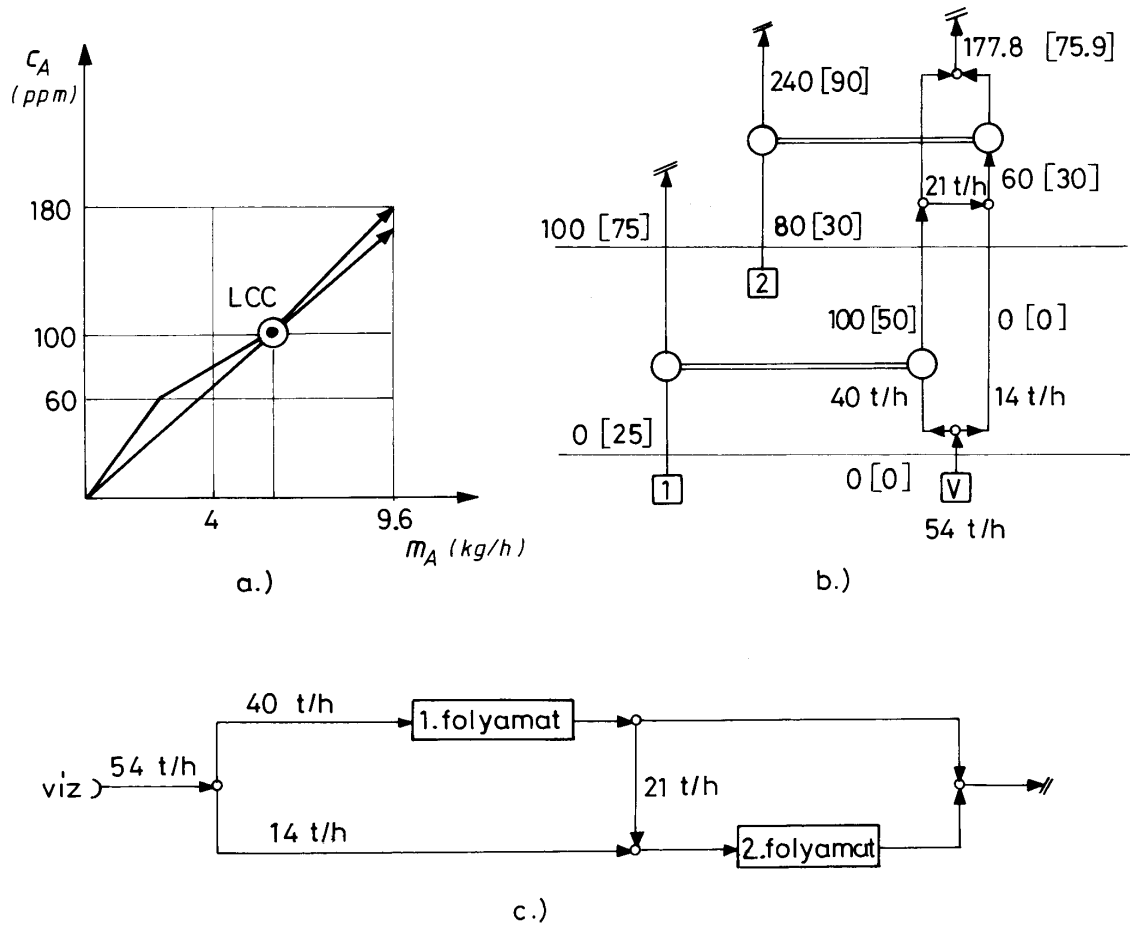 c_A
(ppm)
180
100
60
LCC
4
9.6
m_A (kg/h)
a.)
177.8 [75.9]
240 [90]
21 t/h
60 [30]
100 [75]
80 [30]
2
100 [50]
0 [0]
40 t/h
14 t/h
0 [25]
1
0 [0]
V
54 t/h
b.)
40 t/h
1. folyamat
viz
54 t/h
21 t/h
14 t/h
2. folyamat
c.)